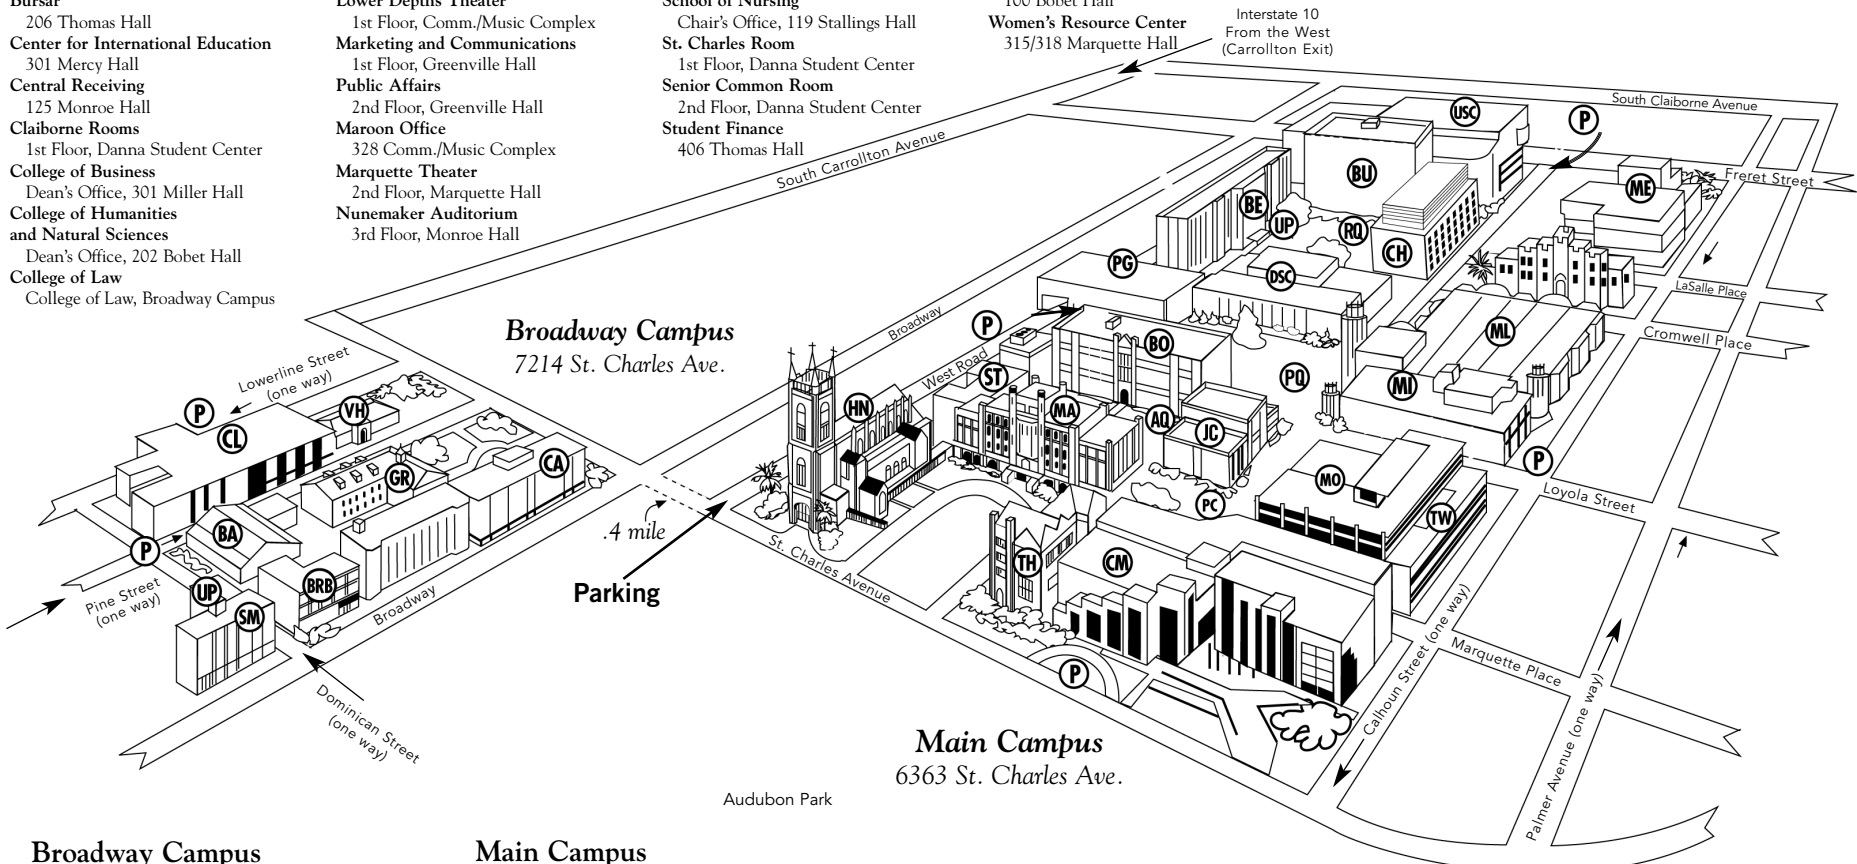 Bursar
206 Thomas Hall
Center for International Education
301 Mercy Hall
Central Receiving
125 Monroe Hall
Claiborne Rooms
1st Floor, Danna Student Center
College of Business
Dean's Office, 301 Miller Hall
College of Humanities
and Natural Sciences
Dean's Office, 202 Bobet Hall
College of Law
College of Law, Broadway Campus
Lower Depths Theater
1st Floor, Comm./Music Complex
Marketing and Communications
1st Floor, Greenville Hall
Public Affairs
2nd Floor, Greenville Hall
Maroon Office
328 Comm./Music Complex
Marquette Theater
2nd Floor, Marquette Hall
Nunemaker Auditorium
3rd Floor, Monroe Hall
School of Nursing
Chair's Office, 119 Stallings Hall
St. Charles Room
1st Floor, Danna Student Center
Senior Common Room
2nd Floor, Danna Student Center
Student Finance
406 Thomas Hall
100 Bobet Hall
Women's Resource Center
315/318 Marquette Hall
Interstate 10
From the West
(Carrollton Exit)
South Claiborne Avenue
South Carrollton Avenue
Freret Street
LaSalle Place
Cromwell Place
Loyola Street
Marquette Place
Calhoun Street (one way)
Palmer Avenue (one way)
St. Charles Avenue
Broadway
West Road
USC
P
BU
ME
BE
UP
RQ
CH
PG
DSC
P
BO
ML
ST
PQ
MI
HN
MA
AQ
JC
P
MO
PC
TW
TH
CM
P
Broadway Campus
7214 St. Charles Ave.
Lowerline Street
(one way)
P
CL
VH
GR
CA
BA
P
UP
BRB
SM
Pine Street
(one way)
Broadway
Dominican Street
(one way)
.4 mile
Parking
Main Campus
6363 St. Charles Ave.
Audubon Park
Broadway Campus
Main Campus